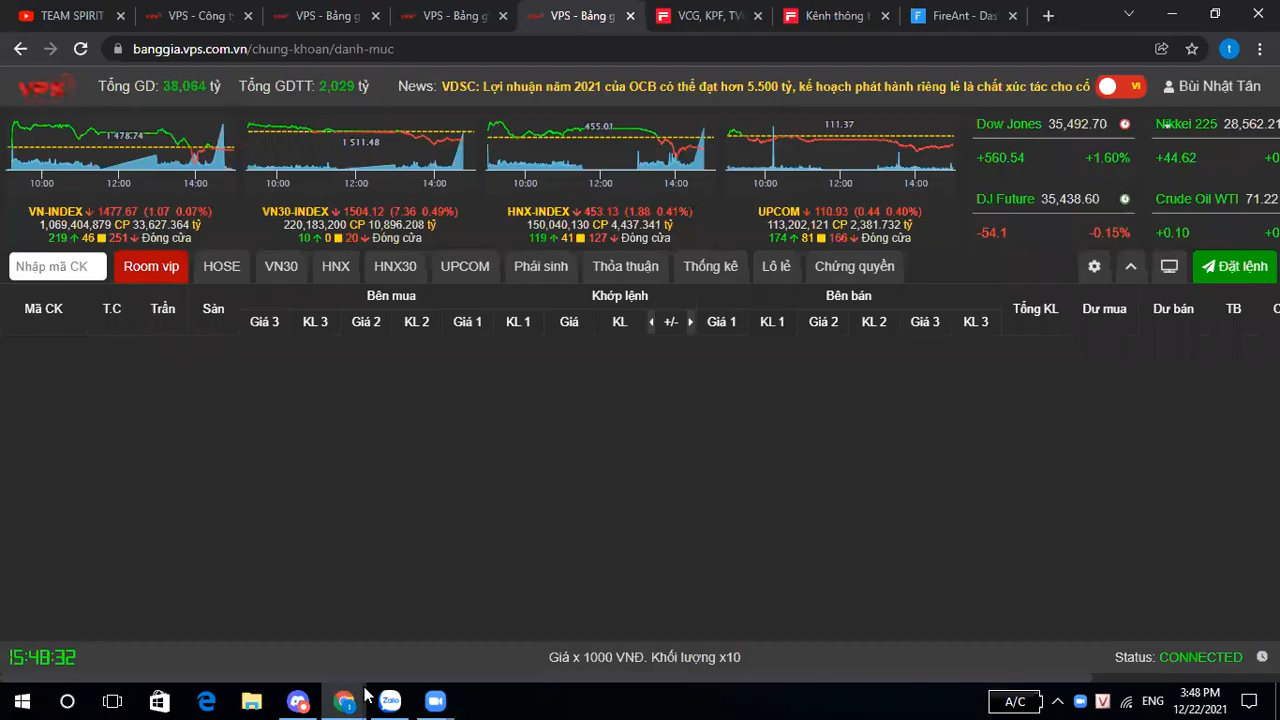 TEAM SPIRIT
VPS - Công ty
VPS - Bảng g
VPS - Bảng g
VPS - Bảng g
VCG, KPF, TV
Kênh thông t
FireAnt - Das
banggia.vps.com.vn/chung-khoan/danh-muc
t
VPS
Tổng GD: 38,064 tỷ
Tổng GDTT: 2,029 tỷ
News: VDSC: Lợi nhuận năm 2021 của OCB có thể đạt hơn 5.500 tỷ, kế hoạch phát hành riêng lẻ là chất xúc tác cho cổ
VI
Bùi Nhật Tân
1 478.74
10:00 12:00 14:00
VN-INDEX 1477.67 (1.07 0.07%)
1,069,404,879 CP 33,627.364 tỷ
219 46 251 Đóng cửa
1 511.48
10:00 12:00 14:00
VN30-INDEX 1504.12 (7.36 0.49%)
220,183,200 CP 10,896.208 tỷ
10 0 20 Đóng cửa
455.01
10:00 12:00 14:00
HNX-INDEX 453.13 (1.88 0.41%)
150,040,130 CP 4,437.341 tỷ
119 41 127 Đóng cửa
111.37
10:00 12:00 14:00
UPCOM 110.93 (0.44 0.40%)
113,202,121 CP 2,381.732 tỷ
174 81 166 Đóng cửa
Dow Jones 35,492.70
+560.54 +1.60%
DJ Future 35,438.60
-54.1 -0.15%
Nikkei 225 28,562.21
+44.62 +0
Crude Oil WTI 71.22
+0.10 +0
Nhập mã CK
Room vip HOSE VN30 HNX HNX30 UPCOM Phái sinh Thỏa thuận Thống kê Lô lẻ Chứng quyền
Đặt lệnh
Mã CK T.C Trần Sàn Bên mua Khớp lệnh Bên bán Tổng KL Dư mua Dư bán TB
Giá 3 KL 3 Giá 2 KL 2 Giá 1 KL 1 Giá KL +/- Giá 1 KL 1 Giá 2 KL 2 Giá 3 KL 3
15:48:32
Giá x 1000 VNĐ. Khối lượng x10
Status: CONNECTED
Zalo
A/C
V
ENG
3:48 PM
12/22/2021